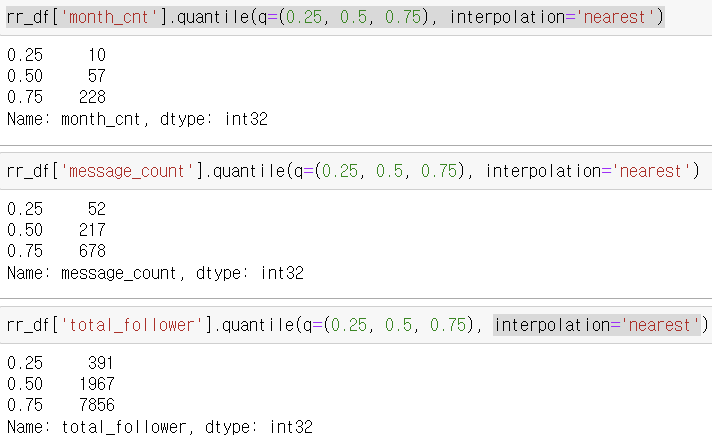 rr_df['month_cnt'].quantile(q=(0.25, 0.5, 0.75), interpolation='nearest')
0.25     10
0.50     57
0.75    228
Name: month_cnt, dtype: int32
rr_df['message_count'].quantile(q=(0.25, 0.5, 0.75), interpolation='nearest')
0.25     52
0.50    217
0.75    678
Name: message_count, dtype: int32
rr_df['total_follower'].quantile(q=(0.25, 0.5, 0.75), interpolation='nearest')
0.25     391
0.50    1967
0.75    7856
Name: total_follower, dtype: int32